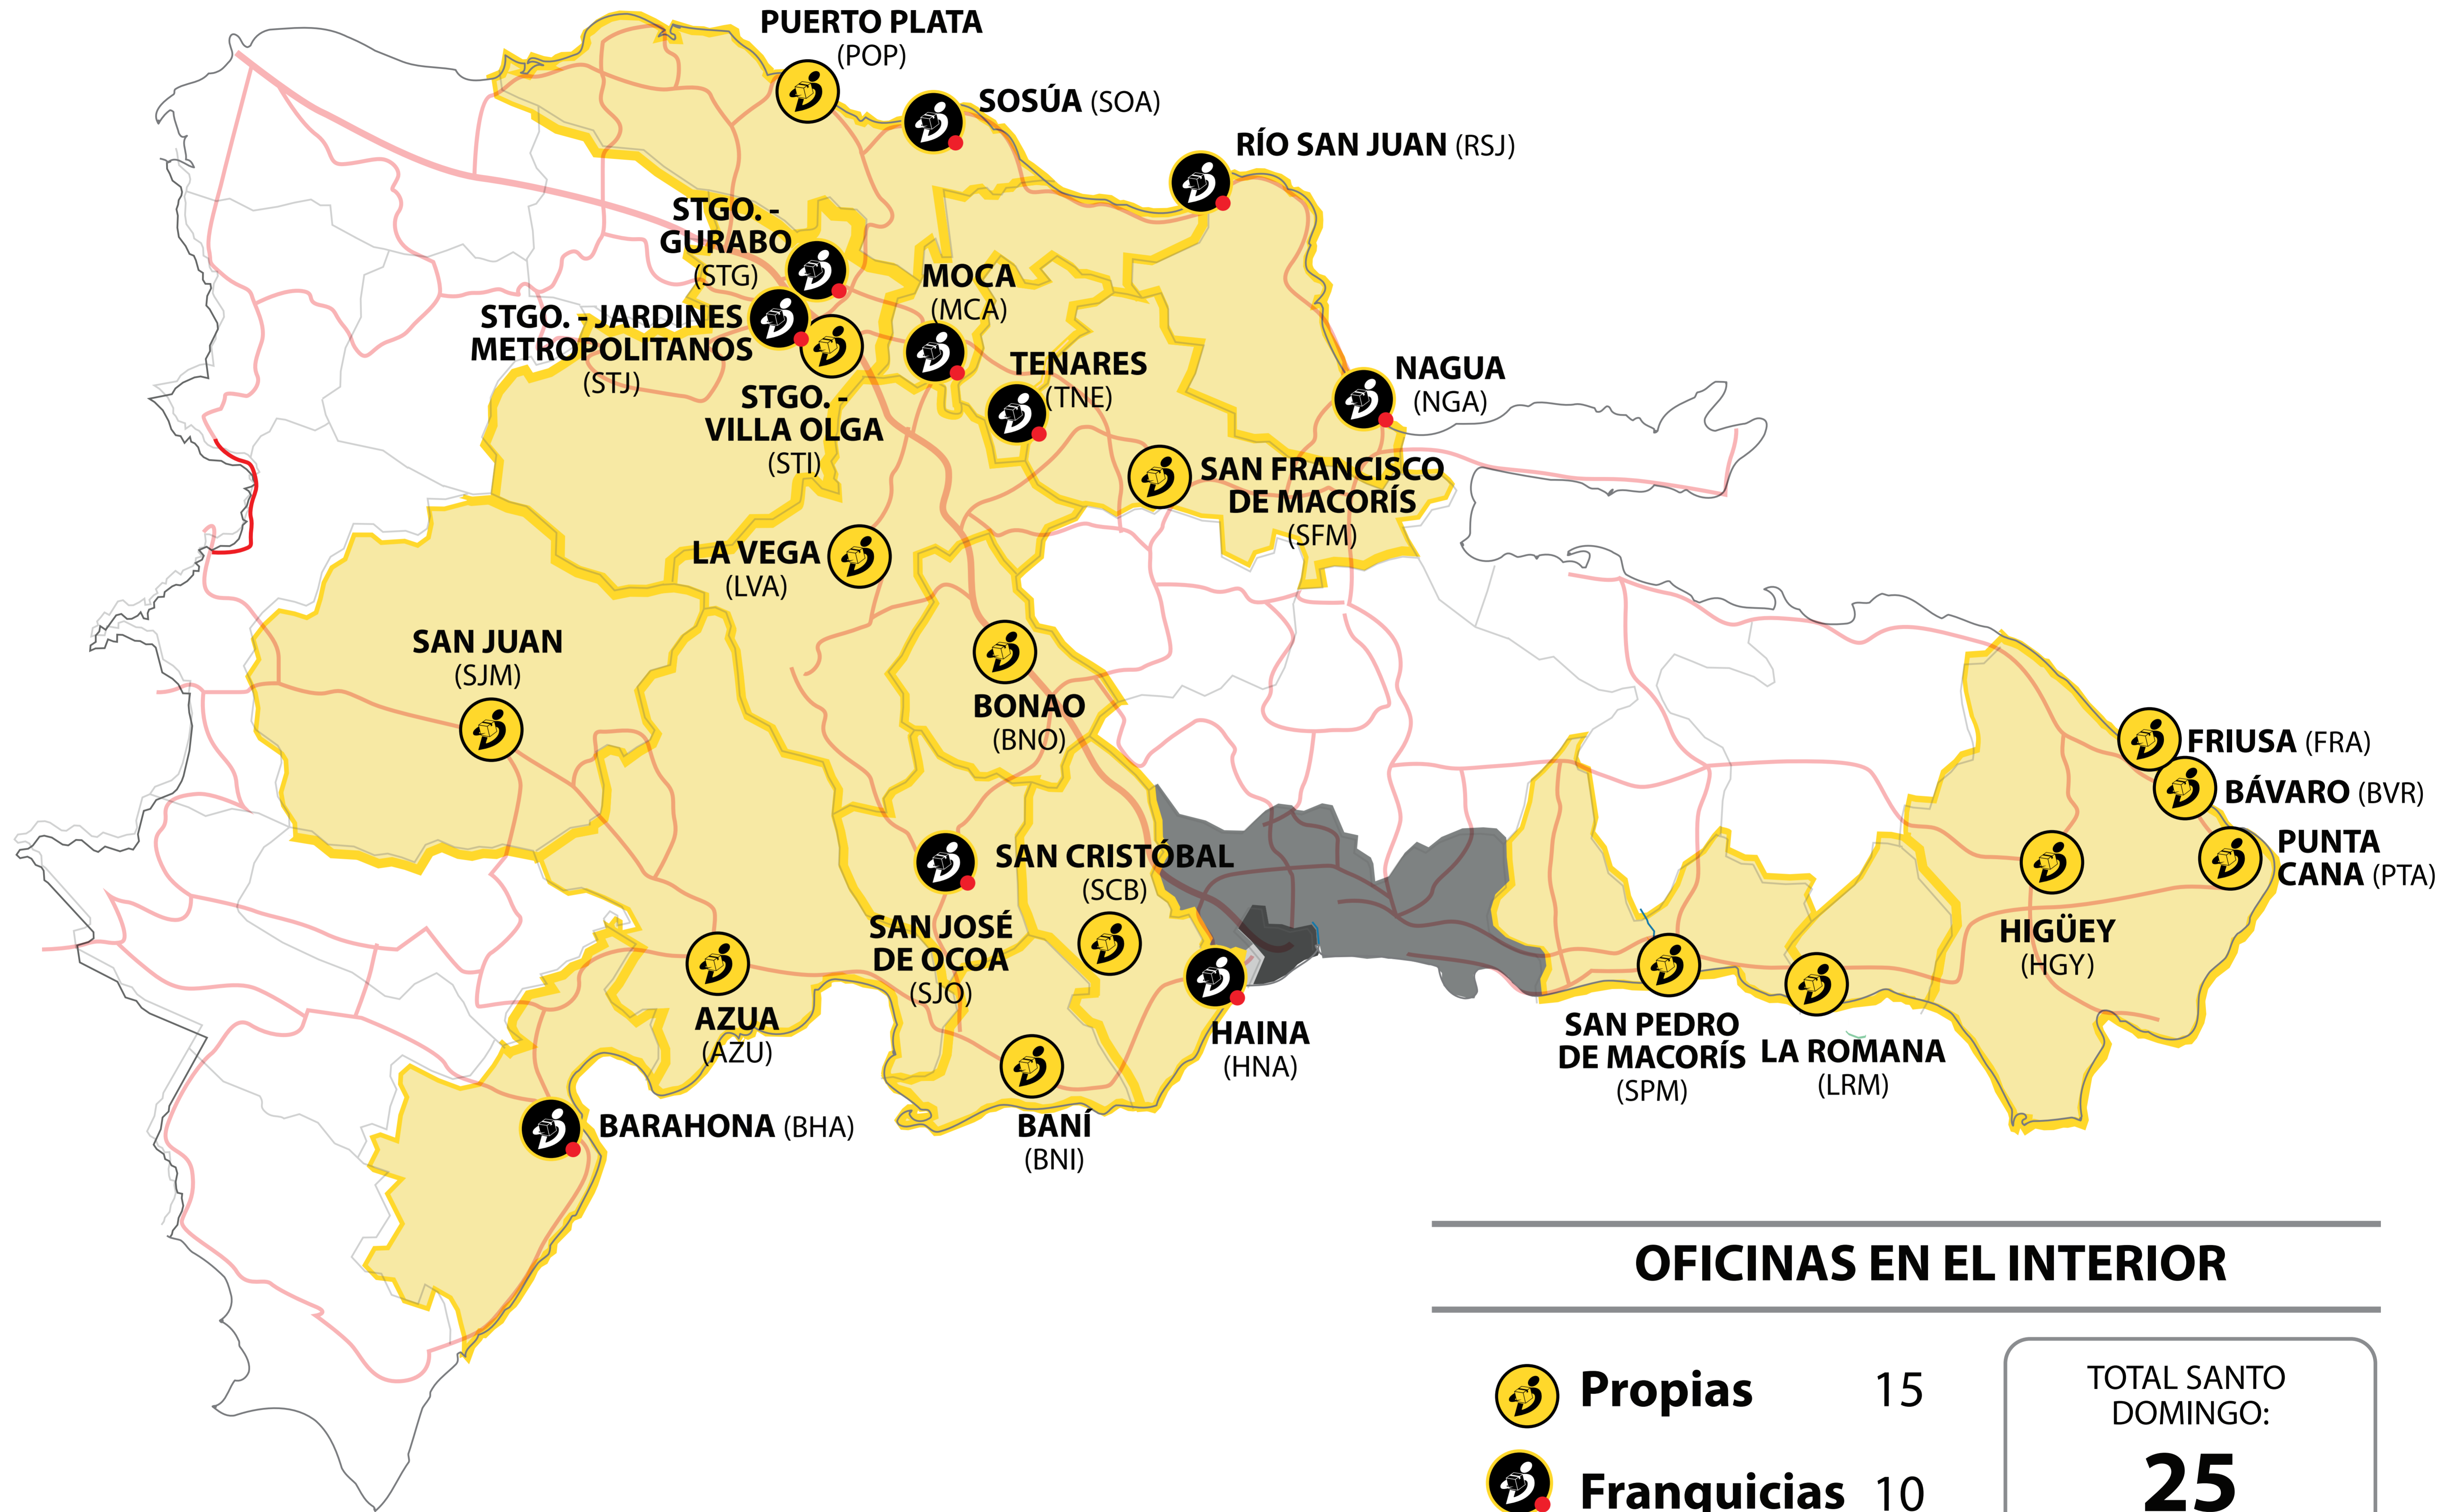 PUERTO PLATA
(POP)
SOSÚA (SOA)
RÍO SAN JUAN (RSJ)
STGO. -
GURABO
(STG)
MOCA
(MCA)
STGO. - JARDINES
METROPOLITANOS
(STJ)
TENARES
(TNE)
NAGUA
(NGA)
STGO. -
VILLA OLGA
(STI)
SAN FRANCISCO
DE MACORÍS
(SFM)
LA VEGA
(LVA)
SAN JUAN
(SJM)
BONAO
(BNO)
FRIUSA (FRA)
BÁVARO (BVR)
PUNTA
CANA (PTA)
SAN CRISTÓBAL
(SCB)
SAN JOSÉ
DE OCOA
(SJO)
HIGÜEY
(HGY)
AZUA
(AZU)
HAINA
(HNA)
SAN PEDRO
DE MACORÍS
(SPM)
LA ROMANA
(LRM)
BARAHONA (BHA)
BANÍ
(BNI)
OFICINAS EN EL INTERIOR
Propias 15
Franquicias 10
TOTAL SANTO
DOMINGO:
25